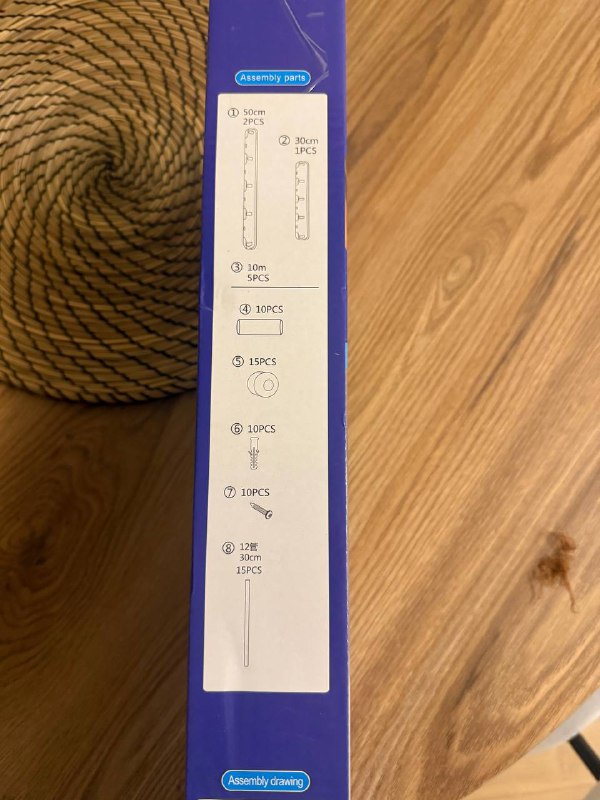 Assembly parts
① 50cm
2PCS
② 30cm
1PCS
③ 10m
5PCS
④ 10PCS
⑤ 15PCS
⑥ 10PCS
⑦ 10PCS
⑧ 12管
30cm
15PCS
Assembly drawing